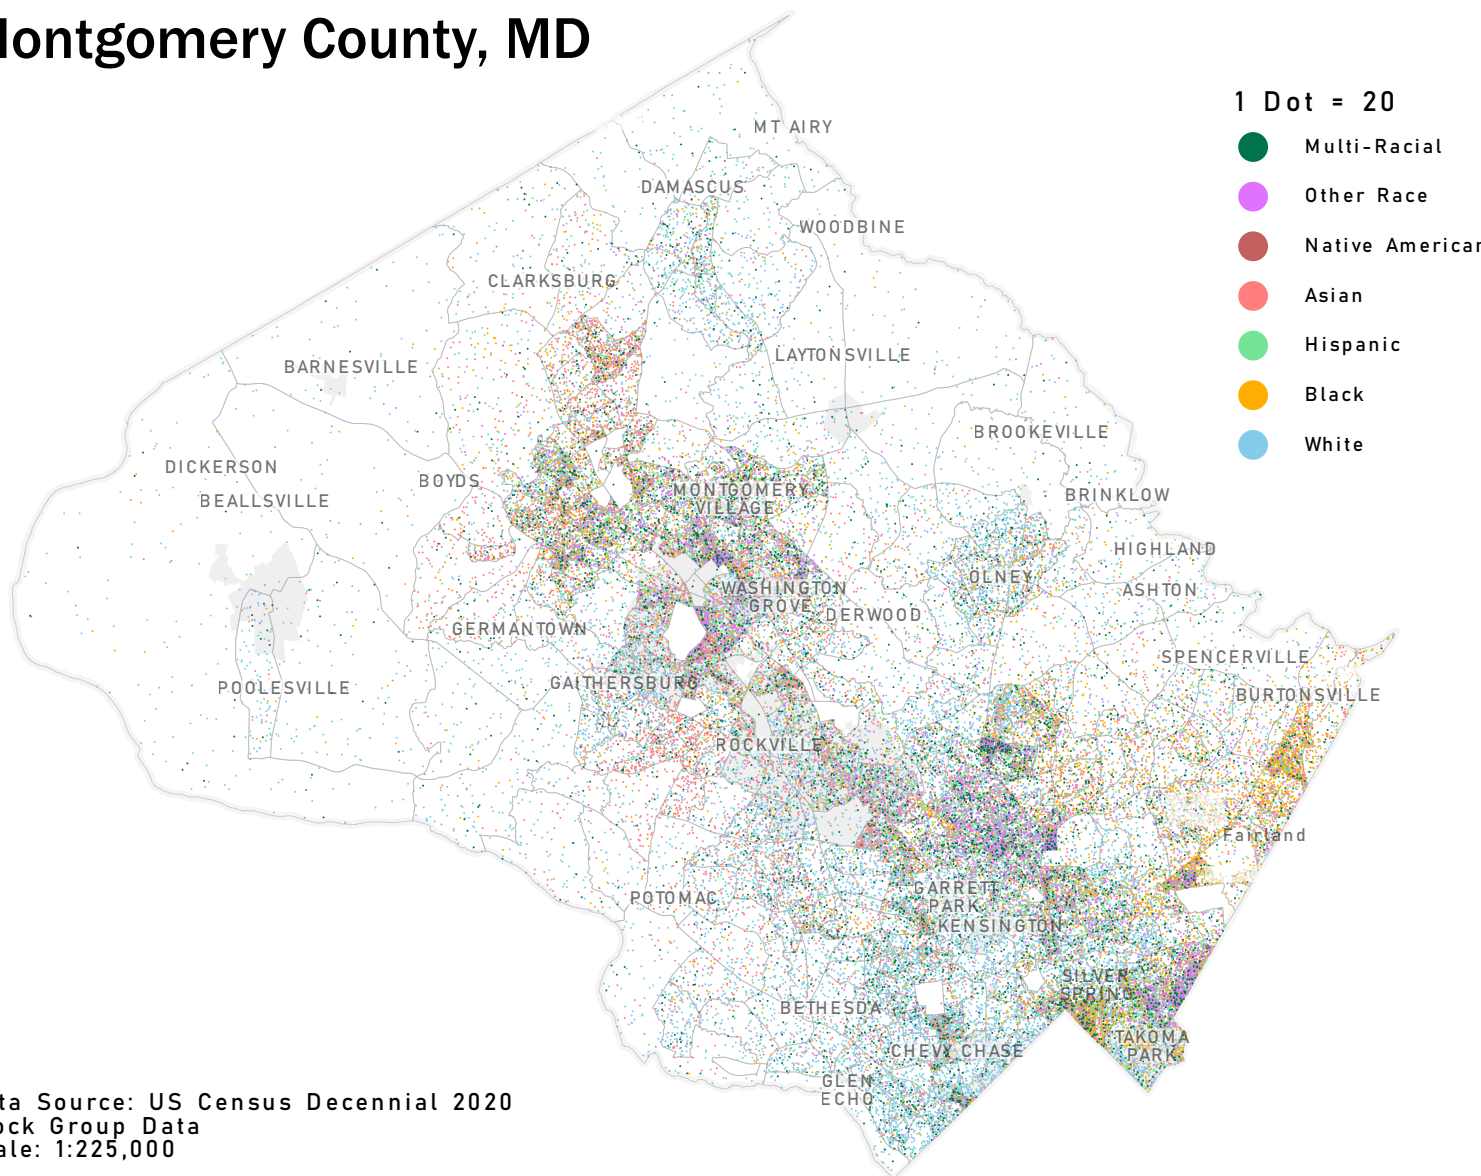 Montgomery County, MD
1 Dot = 20
Multi-Racial
Other Race
Native American
Asian
Hispanic
Black
White
MT AIRY
DAMASCUS
WOODBINE
CLARKSBURG
LAYTONSVILLE
BARNESVILLE
BROOKEVILLE
DICKERSON
BOYDS
BEALLSVILLE
MONTGOMERY
VILLAGE
BRINKLOW
HIGHLAND
OLNEY
ASHTON
WASHINGTON
GROVE
DERWOOD
GERMANTOWN
SPENCERVILLE
GAITHERSBURG
POOLESVILLE
BURTONSVILLE
ROCKVILLE
Fairland
GARRETT
PARK
POTOMAC
KENSINGTON
SILVER
SPRING
BETHESDA
TAKOMA
PARK
CHEVY CHASE
GLEN
ECHO
ta Source: US Census Decennial 2020
ock Group Data
ale: 1:225,000